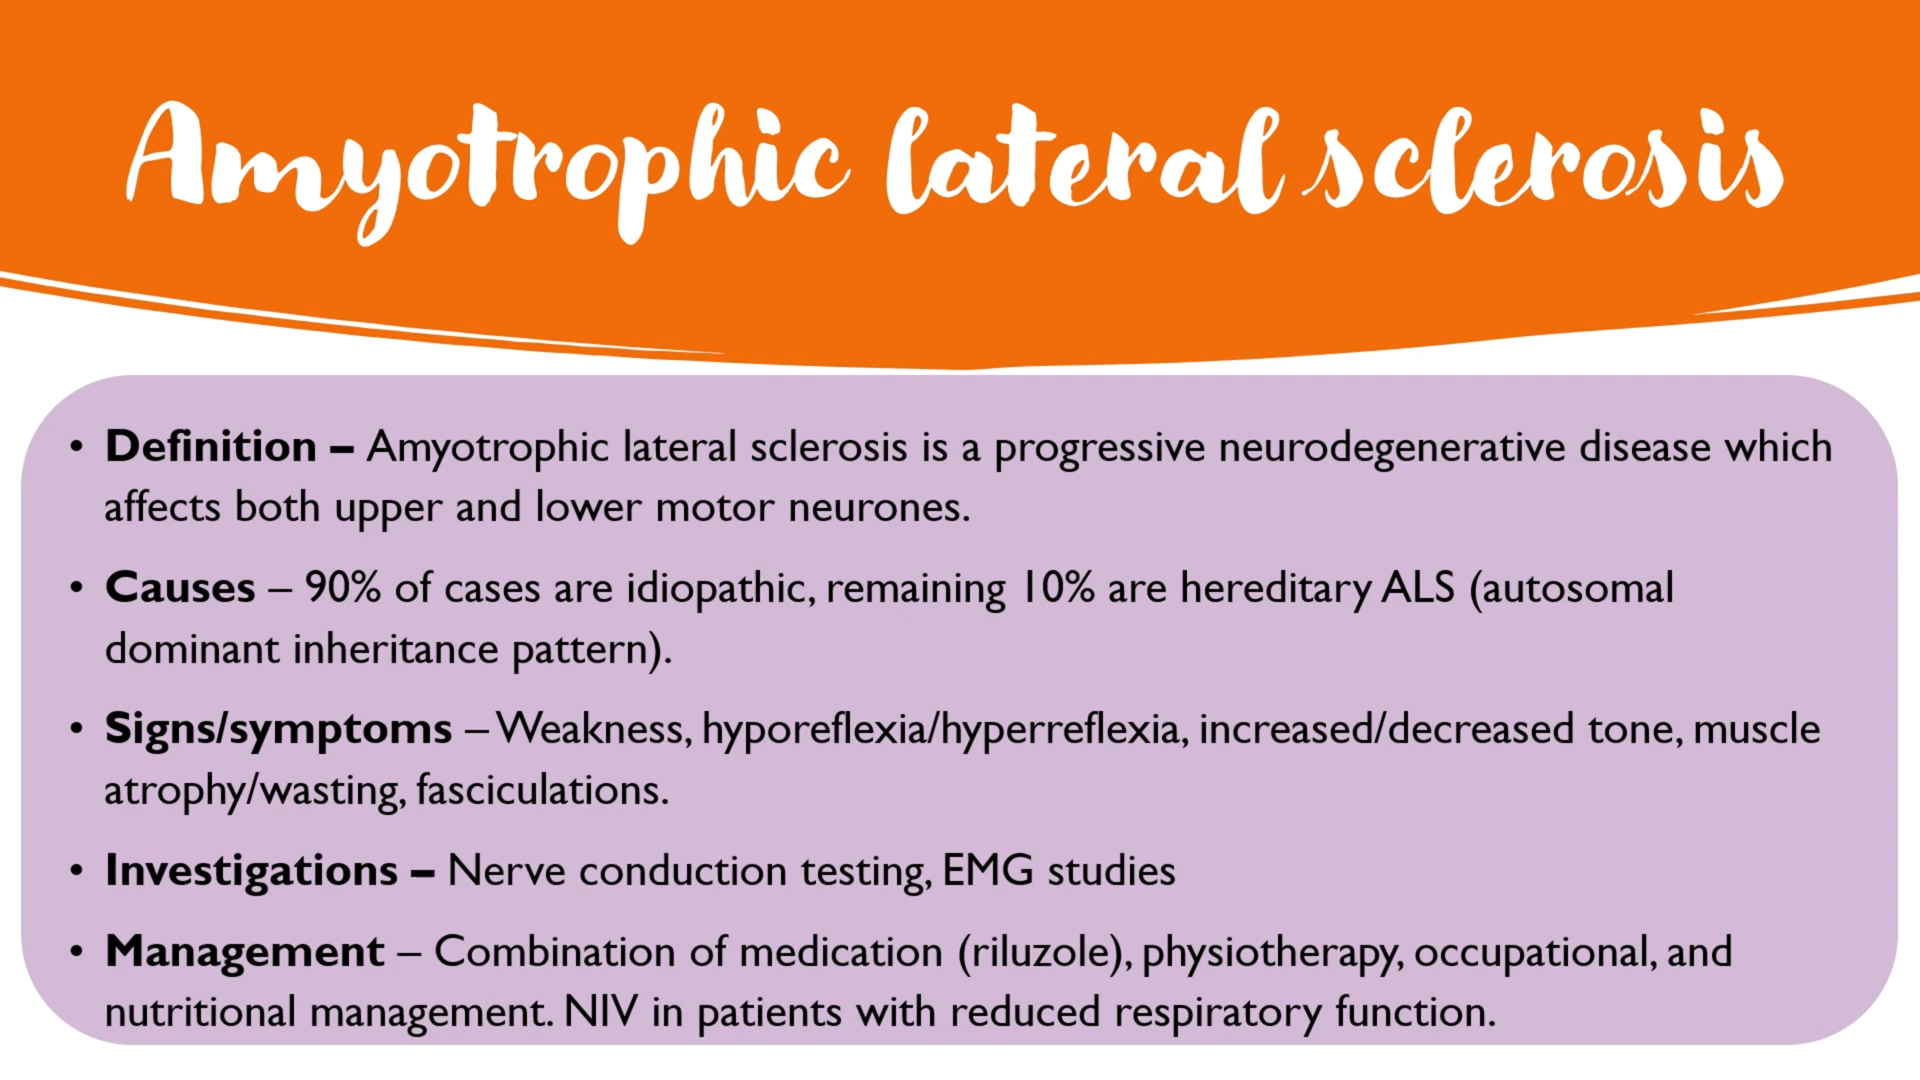 Amyotrophic lateral sclerosis
• Definition – Amyotrophic lateral sclerosis is a progressive neurodegenerative disease which
affects both upper and lower motor neurones.
• Causes – 90% of cases are idiopathic, remaining 10% are hereditary ALS (autosomal
dominant inheritance pattern).
• Signs/symptoms – Weakness, hyporeflexia/hyperreflexia, increased/decreased tone, muscle
atrophy/wasting, fasciculations.
• Investigations – Nerve conduction testing, EMG studies
• Management – Combination of medication (riluzole), physiotherapy, occupational, and
nutritional management. NIV in patients with reduced respiratory function.